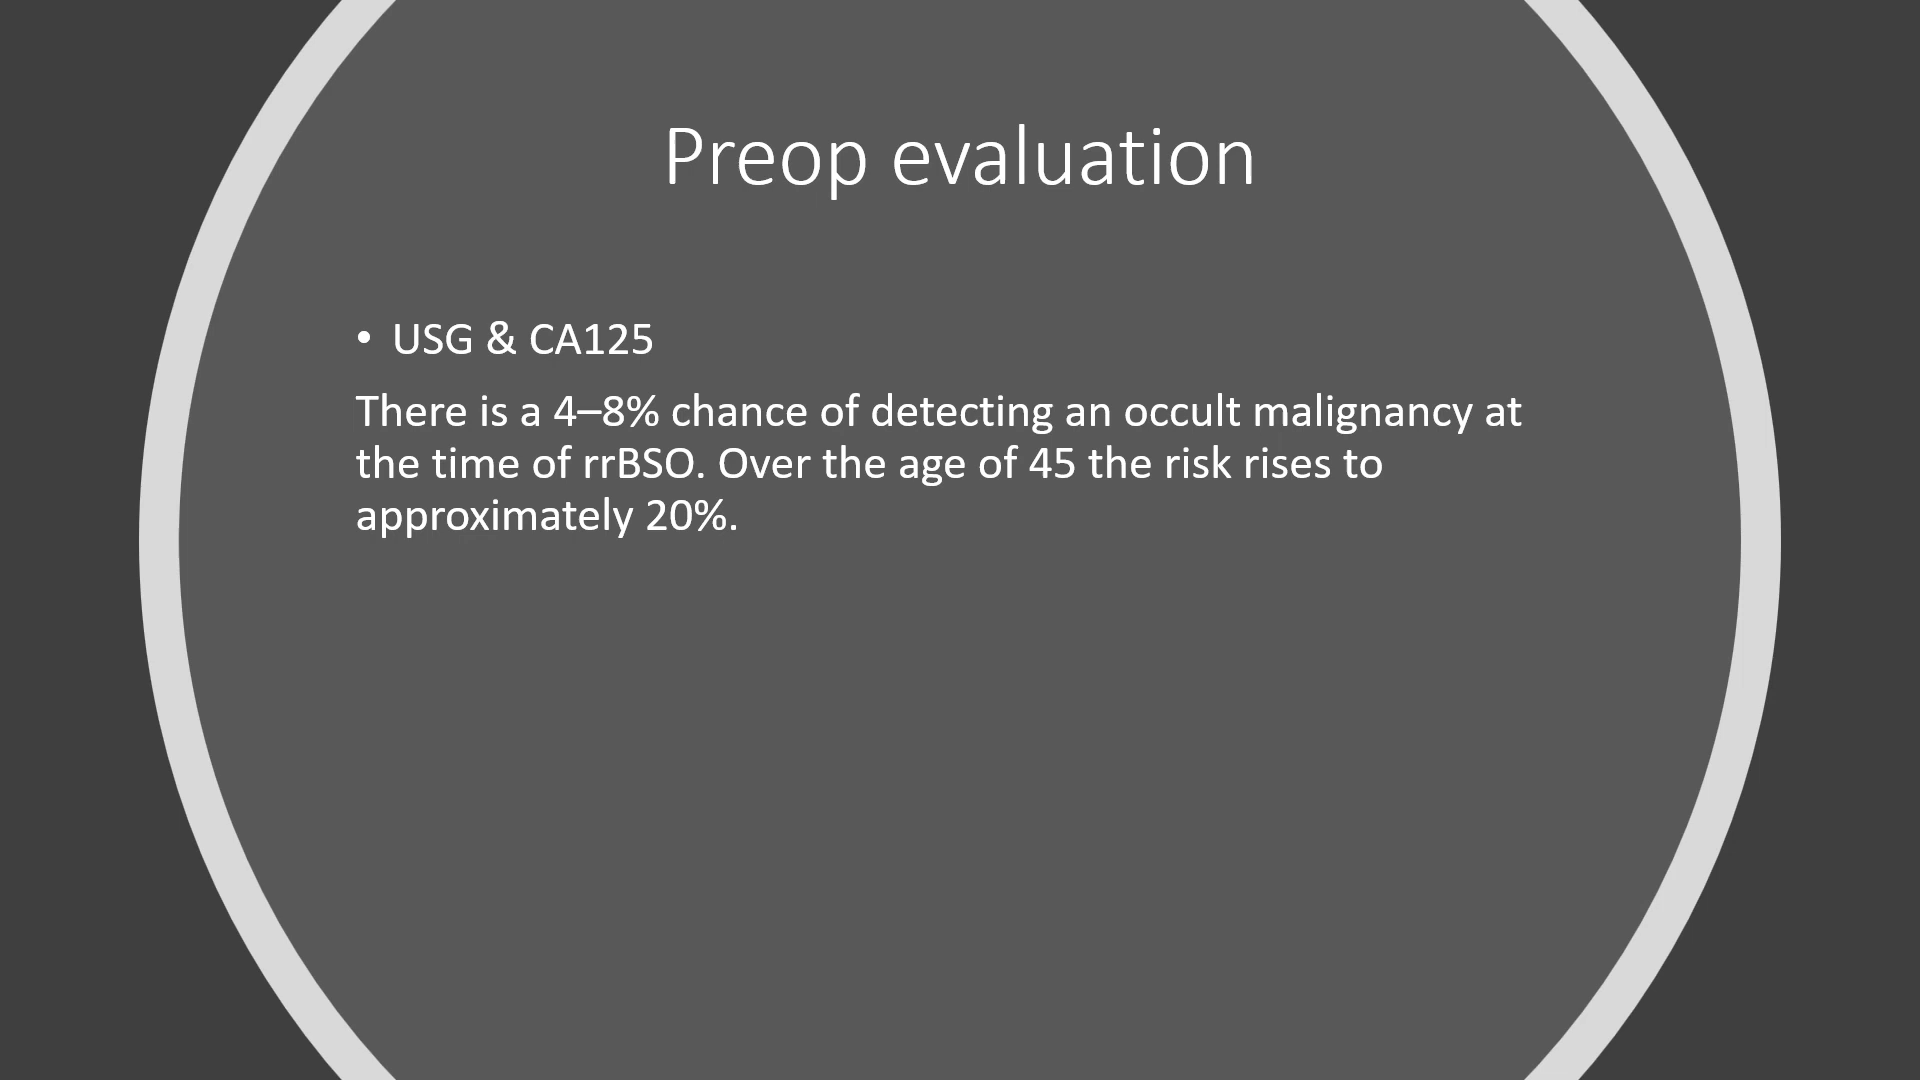 Preop evaluation
• USG & CA125
There is a 4–8% chance of detecting an occult malignancy at
the time of rrBSO. Over the age of 45 the risk rises to
approximately 20%.